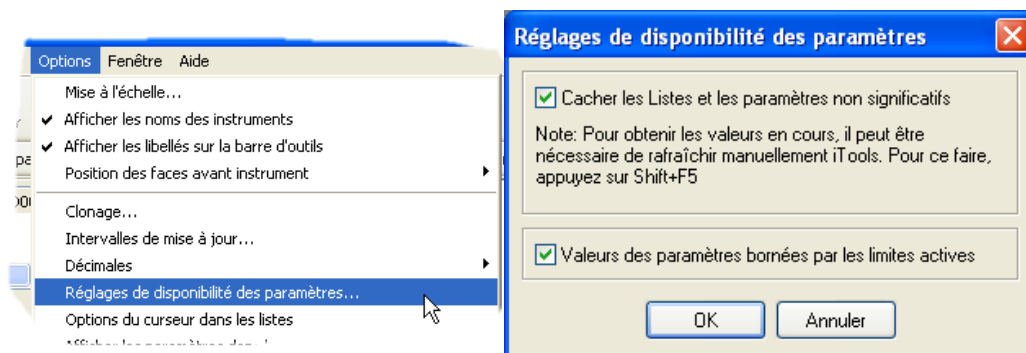 Options Fenêtre Aide
Mise à l'échelle...
Afficher les noms des instruments
Afficher les libellés sur la barre d'outils
Position des faces avant instrument
Clonage...
Intervalles de mise à jour...
Décimales
Réglages de disponibilité des paramètres...
Options du curseur dans les listes
Réglages de disponibilité des paramètres
Cacher les Listes et les paramètres non significatifs
Note: Pour obtenir les valeurs en cours, il peut être
nécessaire de rafraîchir manuellement iTools. Pour ce faire,
appuyez sur Shift+F5
Valeurs des paramètres bornées par les limites actives
OK Annuler